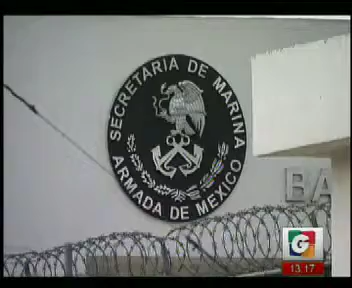 SECRETARIA DE MARINA
ARMADA DE MEXICO
BA
G
13:17